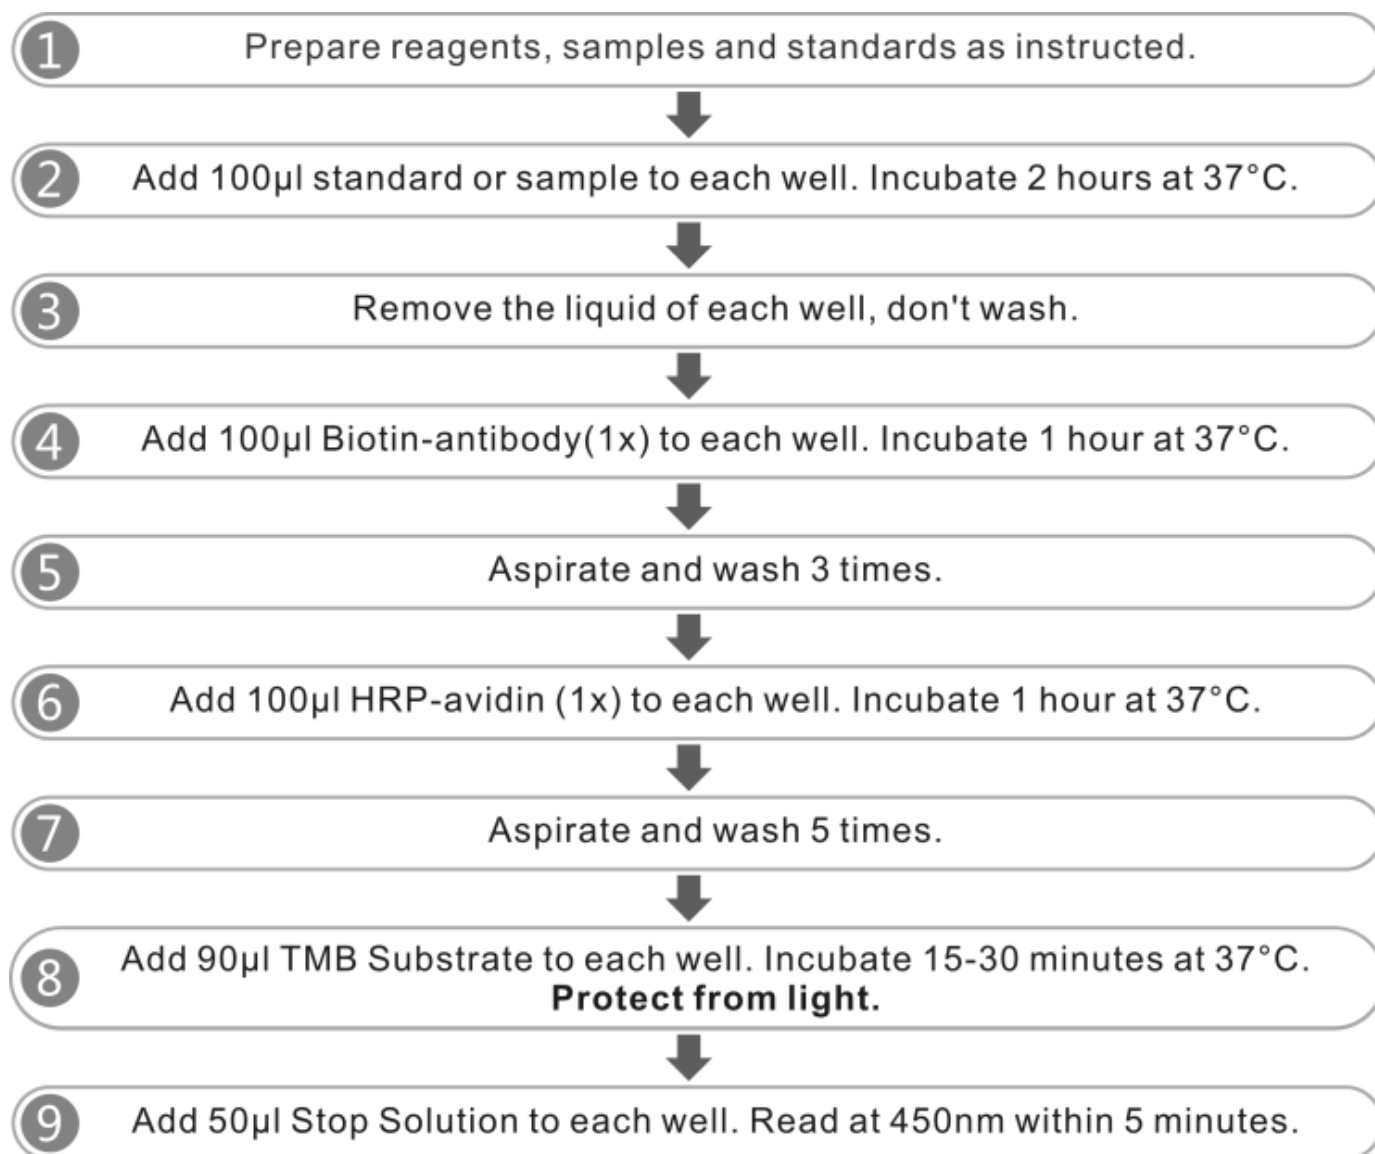 1 Prepare reagents, samples and standards as instructed.
2 Add 100µl standard or sample to each well. Incubate 2 hours at 37°C.
3 Remove the liquid of each well, don't wash.
4 Add 100µl Biotin-antibody(1x) to each well. Incubate 1 hour at 37°C.
5 Aspirate and wash 3 times.
6 Add 100µl HRP-avidin (1x) to each well. Incubate 1 hour at 37°C.
7 Aspirate and wash 5 times.
8 Add 90µl TMB Substrate to each well. Incubate 15-30 minutes at 37°C.
Protect from light.
9 Add 50µl Stop Solution to each well. Read at 450nm within 5 minutes.